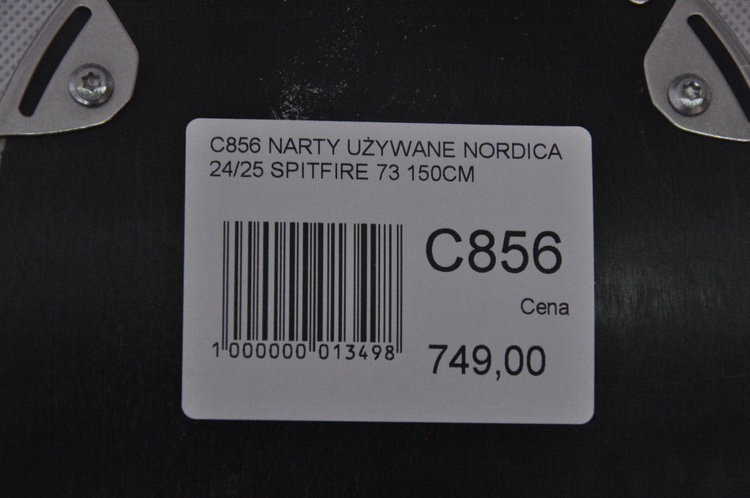 C856 NARTY UŻYWANE NORDICA
24/25 SPITFIRE 73 150CM
C856
Cena
1 000000 013498
749,00